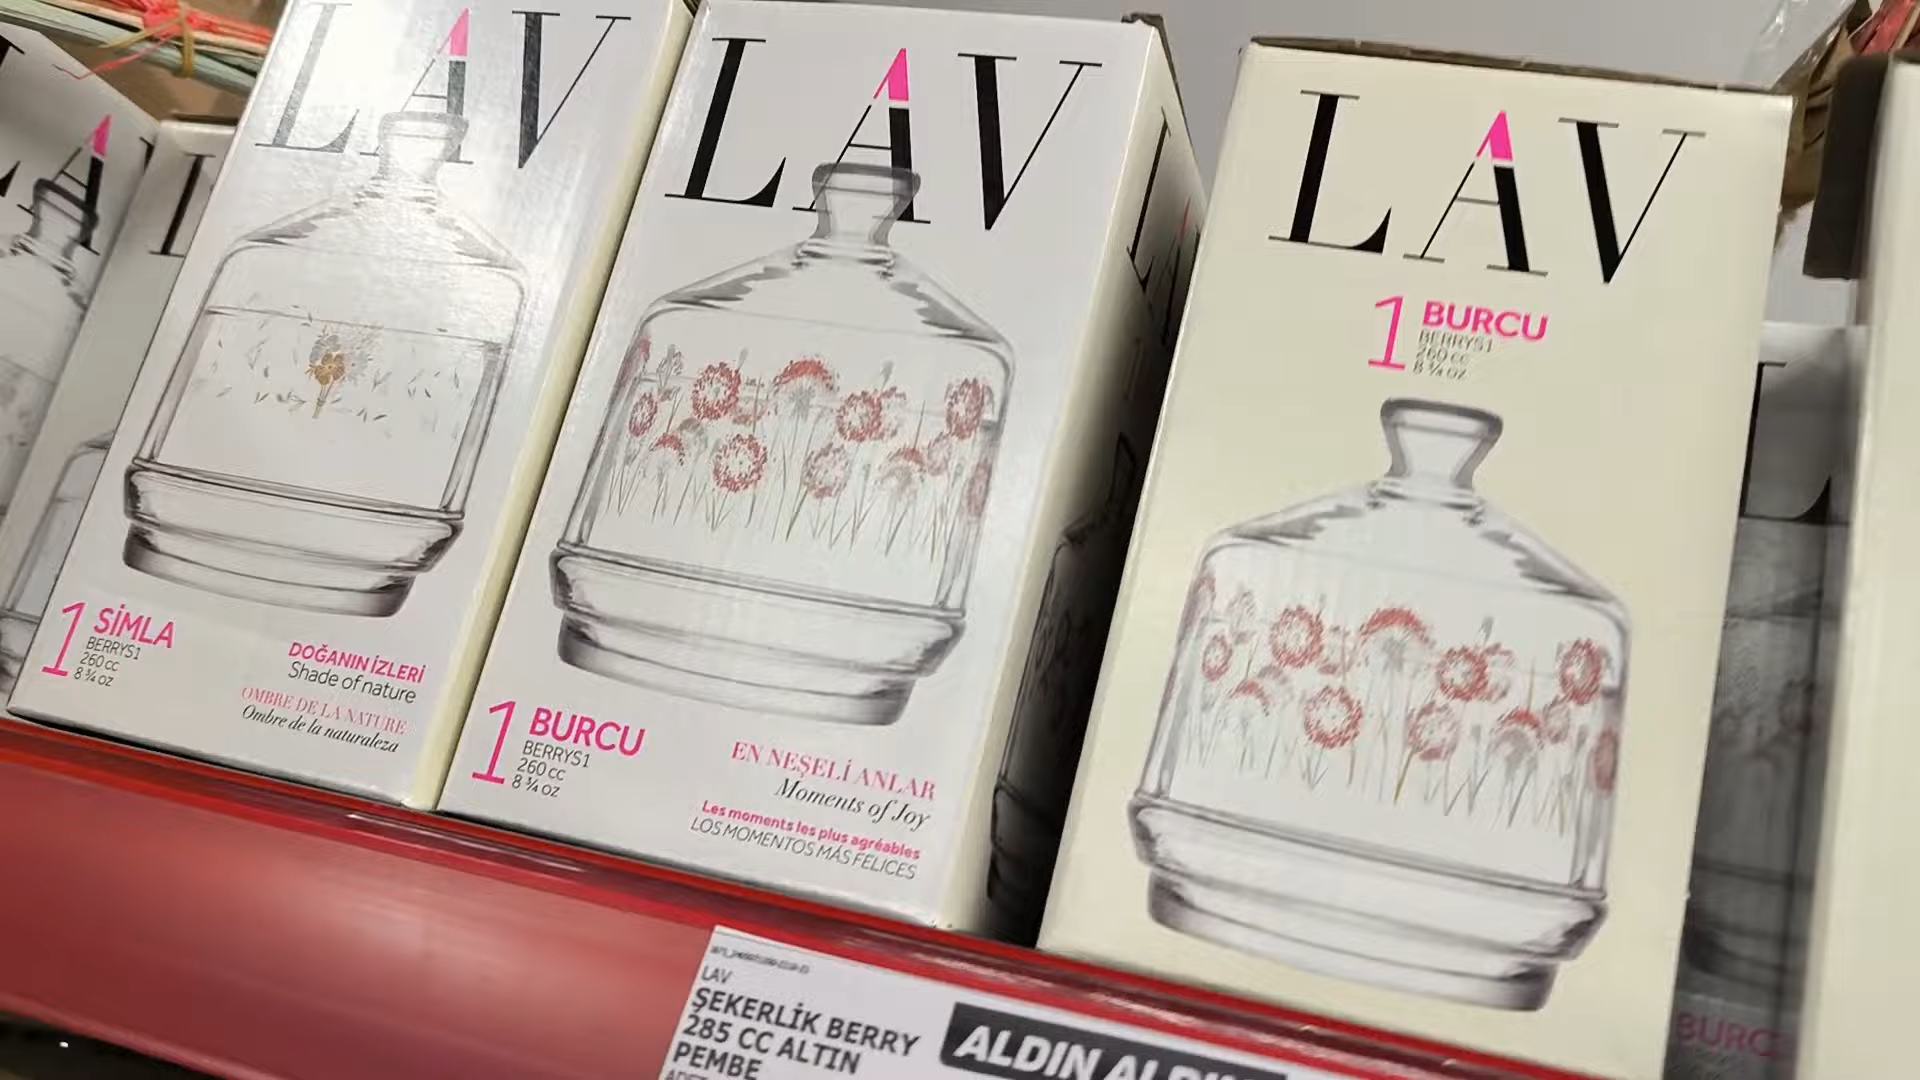 LAV
1 SİMLA
BERRYS1
260 cc
8 ¾ oz
DOĞANIN İZLERİ
Shade of nature
OMBRE DE LA NATURE
Ombre de la naturaleza
LAV
1 BURCU
BERRYS1
260 cc
8 ¾ oz
EN NEŞELİ ANLAR
Moments of Joy
Les moments les plus agréables
LOS MOMENTOS MÁS FELICES
LAV
1 BURCU
BERRYS1
260 cc
8 ¾ oz
BURC
LAV
ŞEKERLİK BERRY
285 CC ALTIN
PEMBE
ALDIN